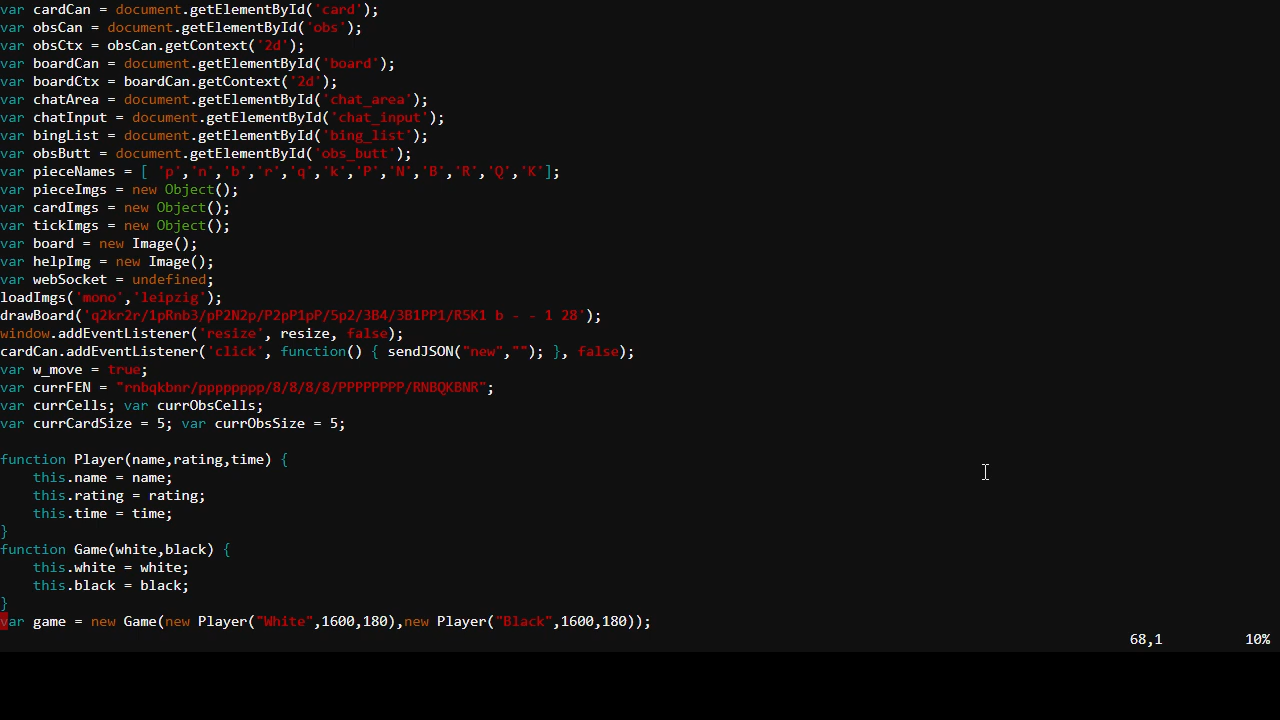 var cardCan = document.getElementById('card');
var obsCan = document.getElementById('obs');
var obsCtx = obsCan.getContext('2d');
var boardCan = document.getElementById('board');
var boardCtx = boardCan.getContext('2d');
var chatArea = document.getElementById('chat_area');
var chatInput = document.getElementById('chat_input');
var bingList = document.getElementById('bing_list');
var obsButt = document.getElementById('obs_butt');
var pieceNames = [ 'p','n','b','r','q','k','P','N','B','R','Q','K'];
var pieceImgs = new Object();
var cardImgs = new Object();
var tickImgs = new Object();
var board = new Image();
var helpImg = new Image();
var webSocket = undefined;
loadImgs('mono','leipzig');
drawBoard('q2kr2r/1pRnb3/pP2N2p/P2pP1pP/5p2/3B4/3B1PP1/R5K1 b - - 1 28');
window.addEventListener('resize', resize, false);
cardCan.addEventListener('click', function() { sendJSON("new",""); }, false);
var w_move = true;
var currFEN = "rnbqkbnr/pppppppp/8/8/8/8/PPPPPPPP/RNBQKBNR";
var currCells; var currObsCells;
var currCardSize = 5; var currObsSize = 5;
function Player(name,rating,time) {
    this.name = name;
    this.rating = rating;
    this.time = time;
}
function Game(white,black) {
    this.white = white;
    this.black = black;
}
var game = new Game(new Player("White",1600,180),new Player("Black",1600,180));
68,1 10%